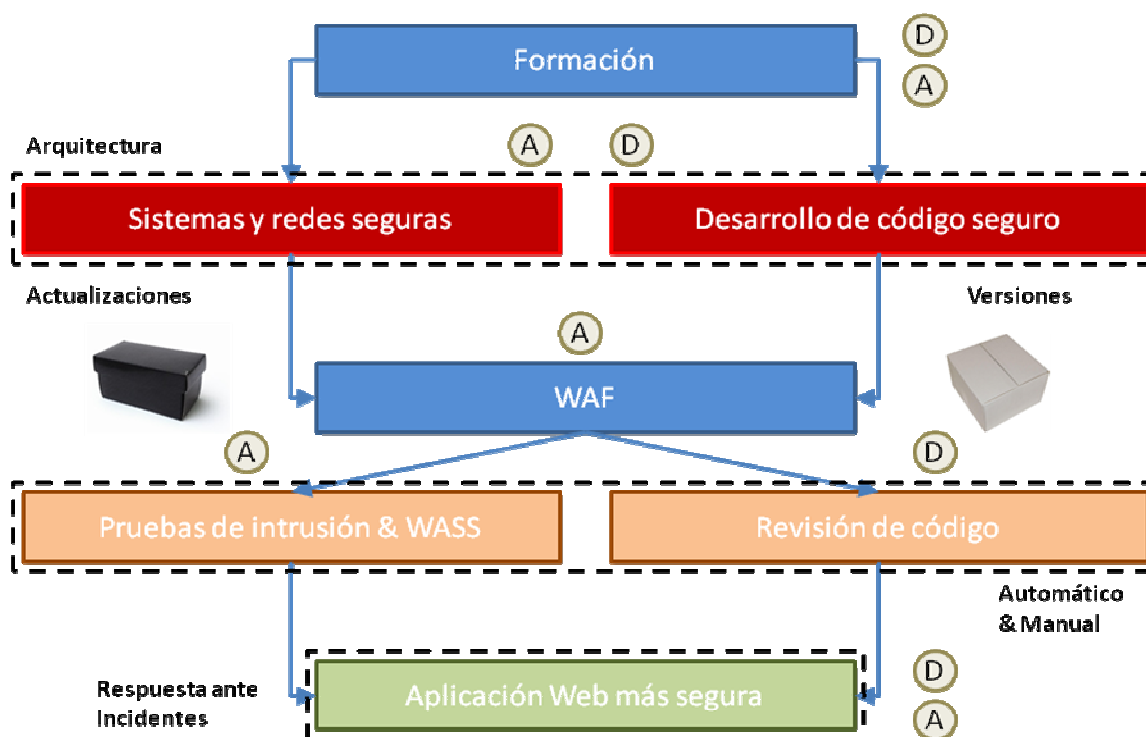 Formación
D
A
Arquitectura
A
D
Sistemas y redes seguras
Desarrollo de código seguro
Actualizaciones
Versiones
A
WAF
A
D
Pruebas de intrusión & WASS
Revisión de código
Automático
& Manual
Respuesta ante
Incidentes
Aplicación Web más segura
D
A